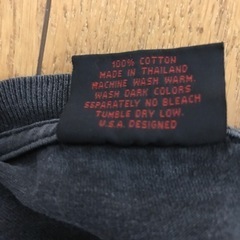 100% COTTON
MADE IN THAILAND
MACHINE WASH WARM.
WASH DARK COLORS
SEPARATELY NO BLEACH
TUMBLE DRY LOW.
U.S.A. DESIGNED